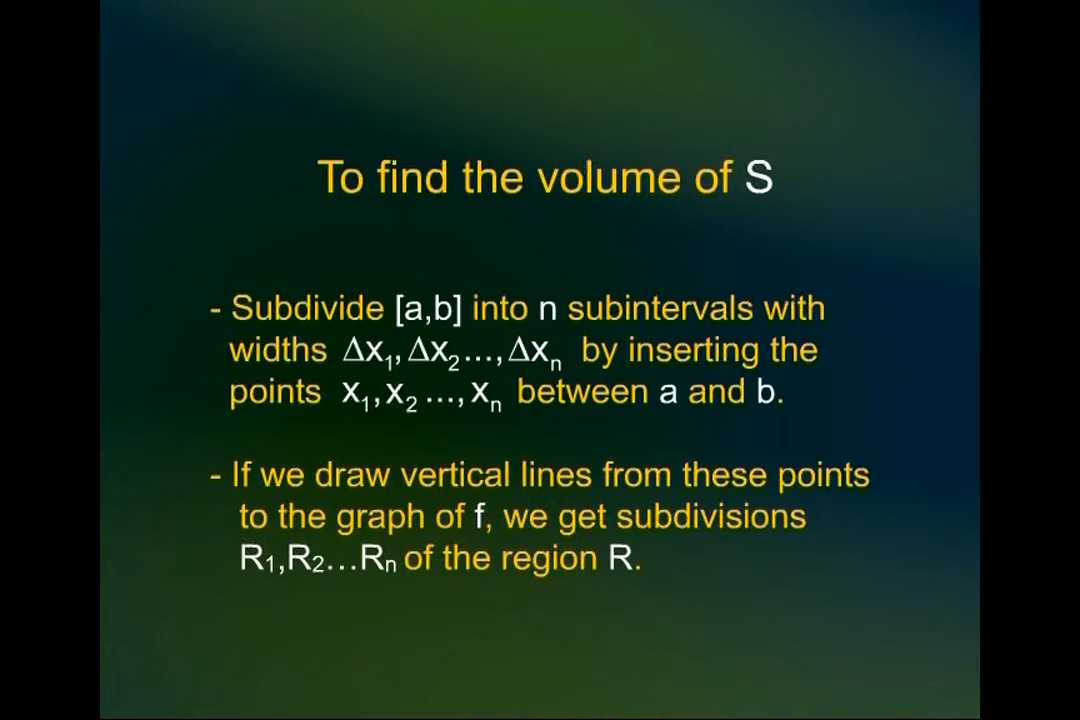 To find the volume of S
- Subdivide [a,b] into n subintervals with
widths Δx₁,Δx₂...,Δxₙ by inserting the
points x₁,x₂...,xₙ between a and b.
- If we draw vertical lines from these points
to the graph of f, we get subdivisions
R₁,R₂...Rₙ of the region R.